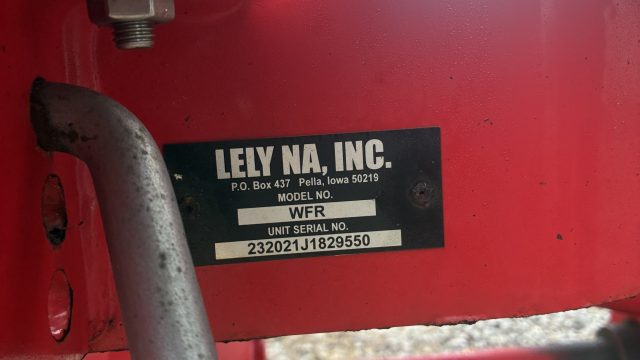 LELY NA, INC.
P.O. Box 437 Pella, Iowa 50219
MODEL NO.
WFR
UNIT SERIAL NO.
232021J1829550